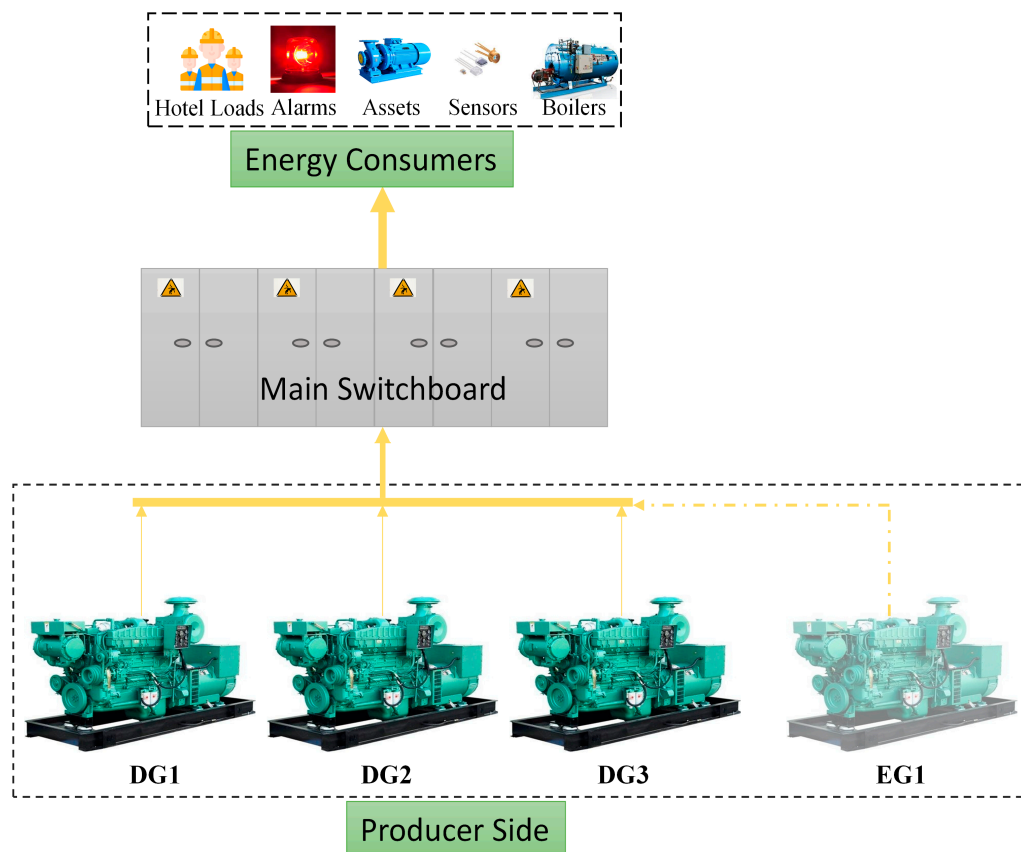 Hotel Loads Alarms Assets Sensors Boilers
Energy Consumers
Main Switchboard
DG1 DG2 DG3 EG1
Producer Side